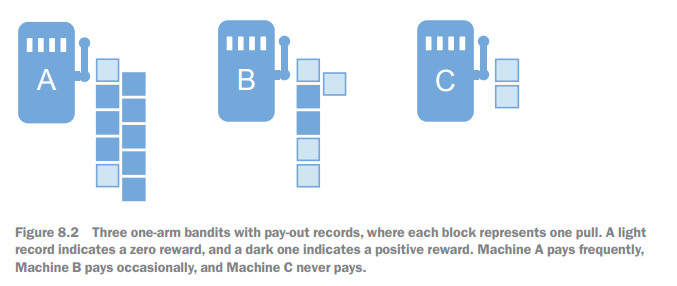 A
B
C
Figure 8.2 Three one-arm bandits with pay-out records, where each block represents one pull. A light
record indicates a zero reward, and a dark one indicates a positive reward. Machine A pays frequently,
Machine B pays occasionally, and Machine C never pays.